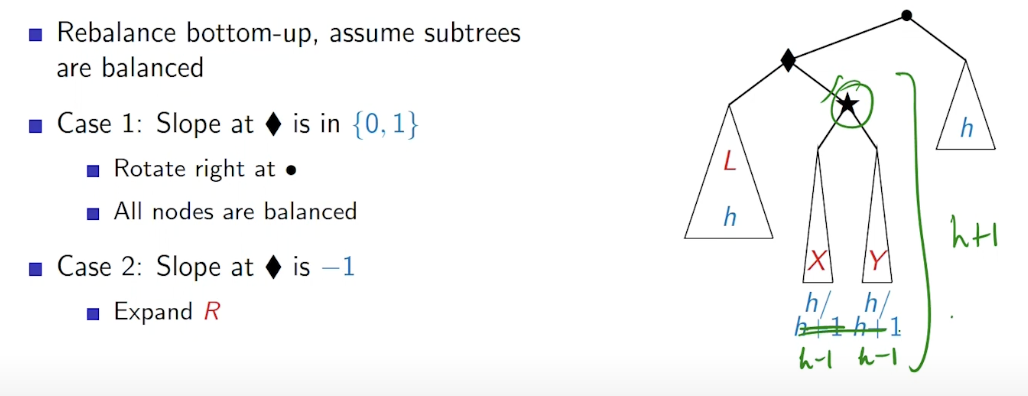 Rebalance bottom-up, assume subtrees
are balanced
Case 1: Slope at ♦ is in {0, 1}
Rotate right at ●
All nodes are balanced
Case 2: Slope at ♦ is −1
Expand R
L
h
h
X Y
h/ h/
h+1 h+1
h-1 h-1
h+1